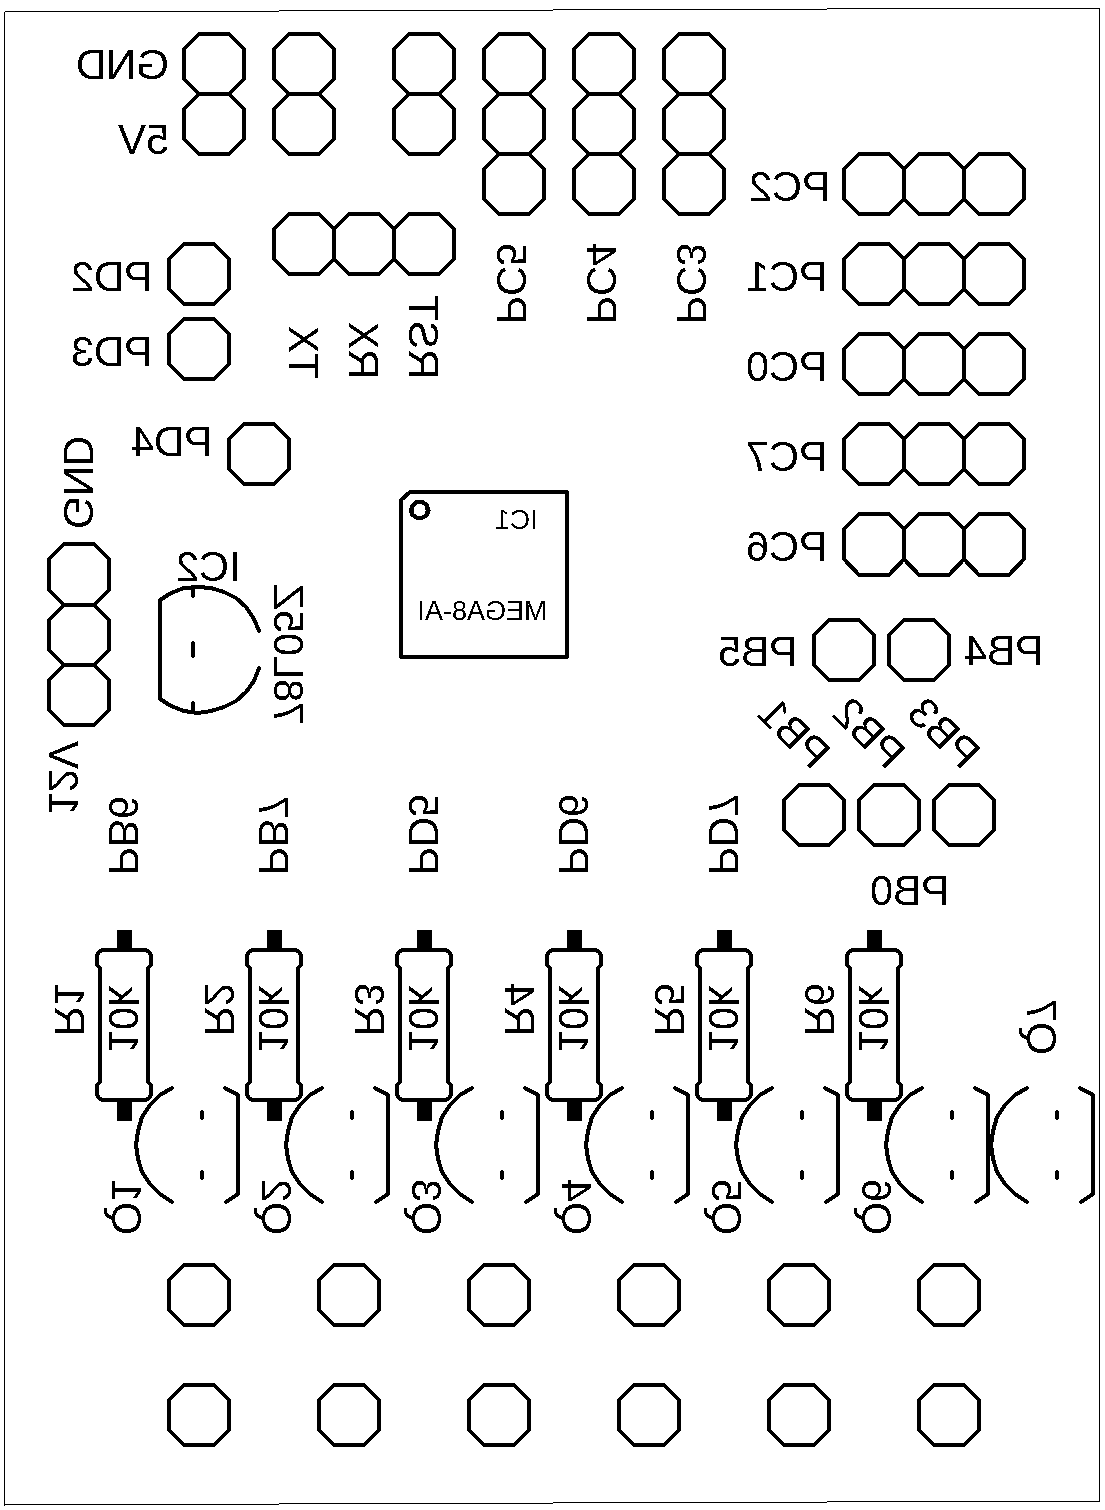 GND
5V
PC2
PD2
PC5
PC4
PC3
PC1
PD3
TX
RX
RST
PC0
PD4
GND
PC7
IC1
IC2
PC6
MEGA8-AI
78L05Z
PB5
PB4
PB1
PB2
PB3
12V
PB6
PB7
PD5
PD6
PD7
PB0
R1
10K
R2
10K
R3
10K
R4
10K
R5
10K
R6
10K
Q7
Q1
Q2
Q3
Q4
Q5
Q6